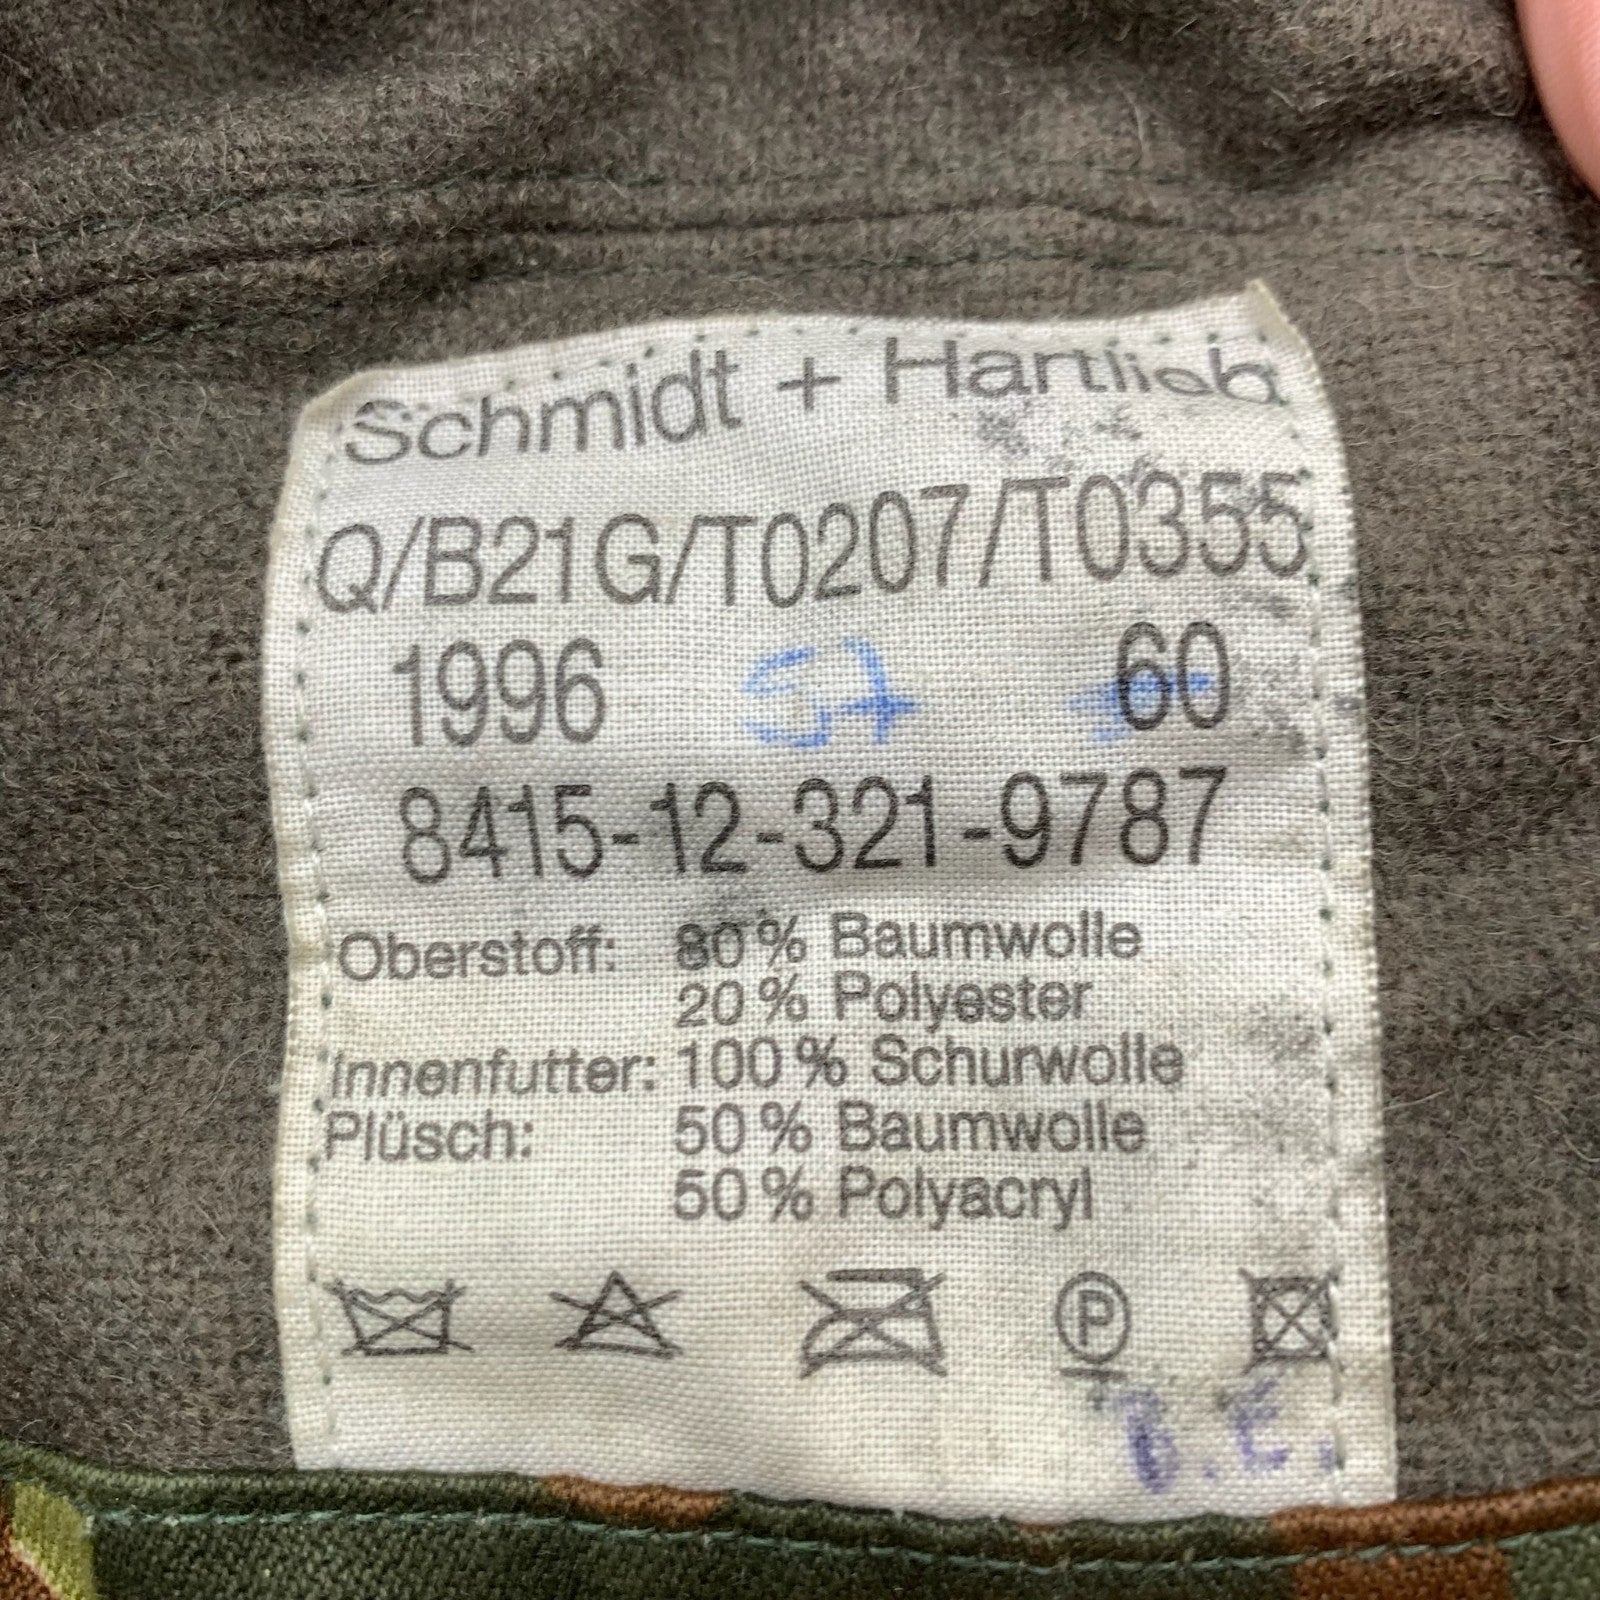 Schmidt + Hartlieb
Q/B21G/T0207/T0355
1996 57 60
8415-12-321-9787
Oberstoff: 80% Baumwolle
20% Polyester
Innenfutter: 100% Schurwolle
Plüsch: 50% Baumwolle
50% Polyacryl
P
B.E.